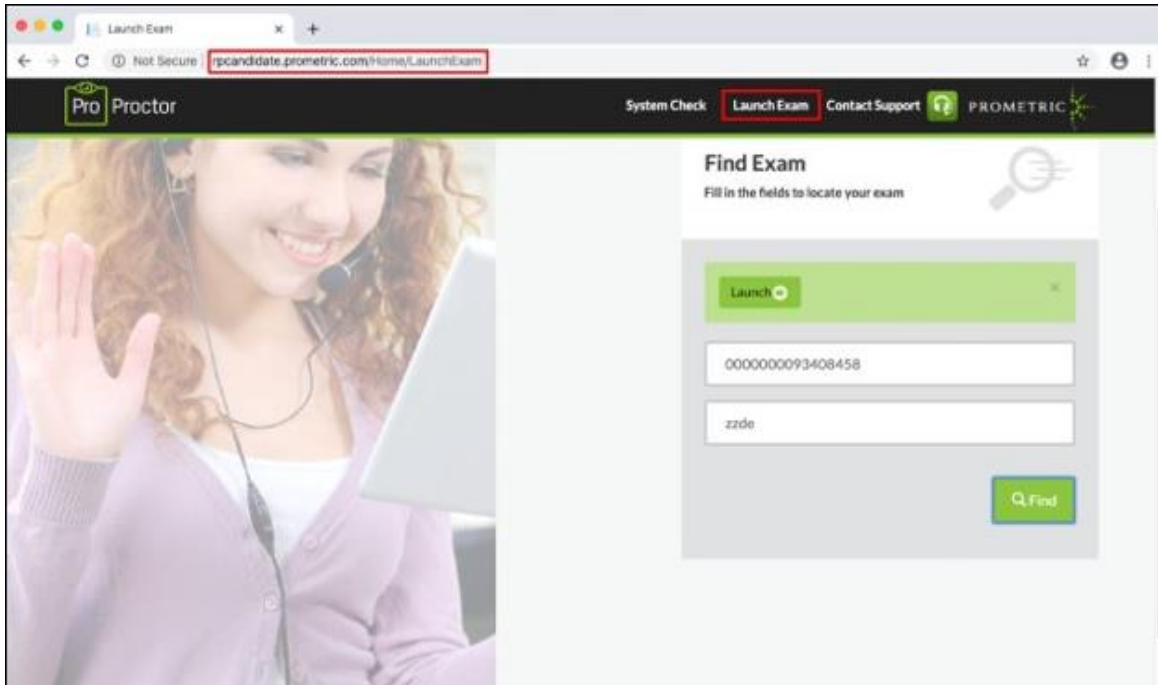 Launch Exam
Not Secure rpcandidate.prometric.com/Home/LaunchExam
Pro Proctor System Check Launch Exam Contact Support PROMETRIC
Find Exam
Fill in the fields to locate your exam
Launch
0000000093408458
zzde
Find